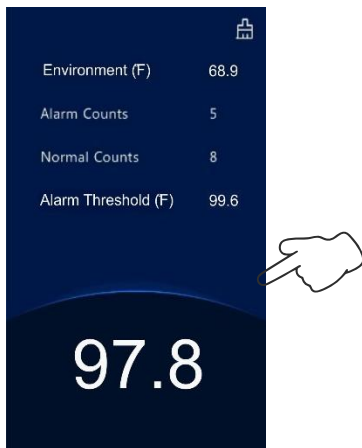 Environment (F) 68.9
Alarm Counts 5
Normal Counts 8
Alarm Threshold (F) 99.6
97.8